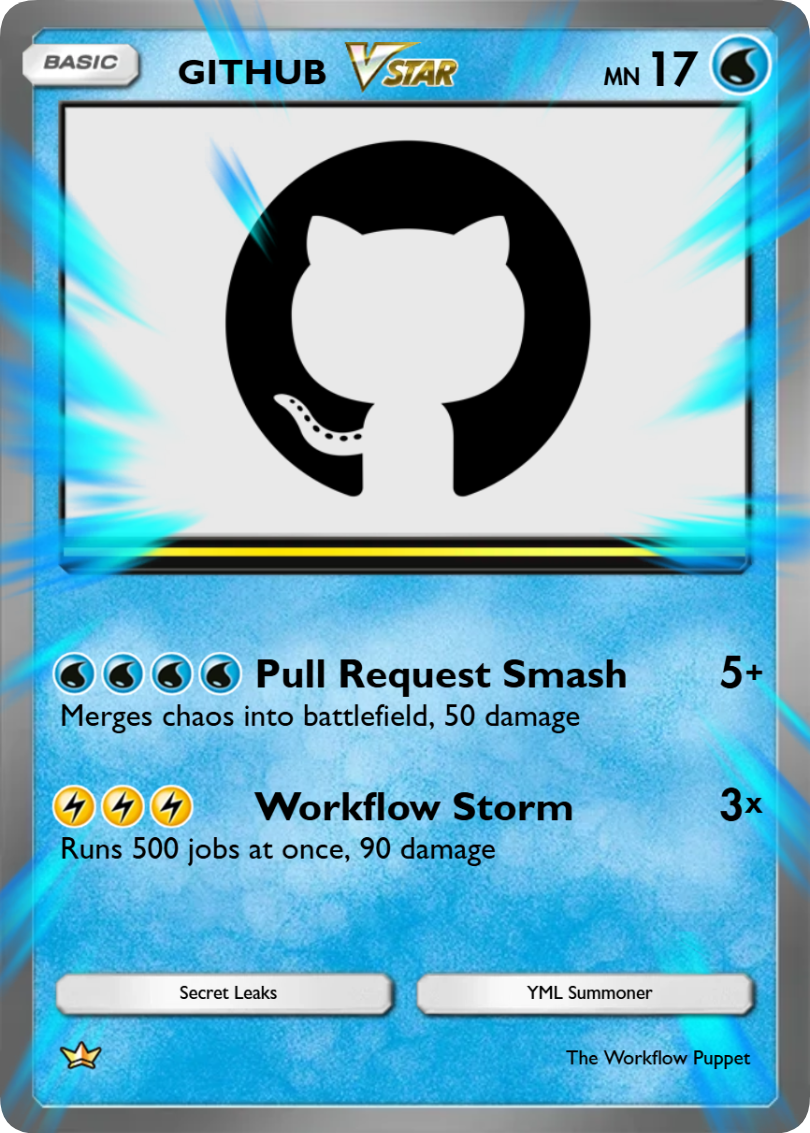 BASIC
GITHUB VSTAR MN 17
Pull Request Smash 5+
Merges chaos into battlefield, 50 damage
Workflow Storm 3x
Runs 500 jobs at once, 90 damage
Secret Leaks YML Summoner
The Workflow Puppet